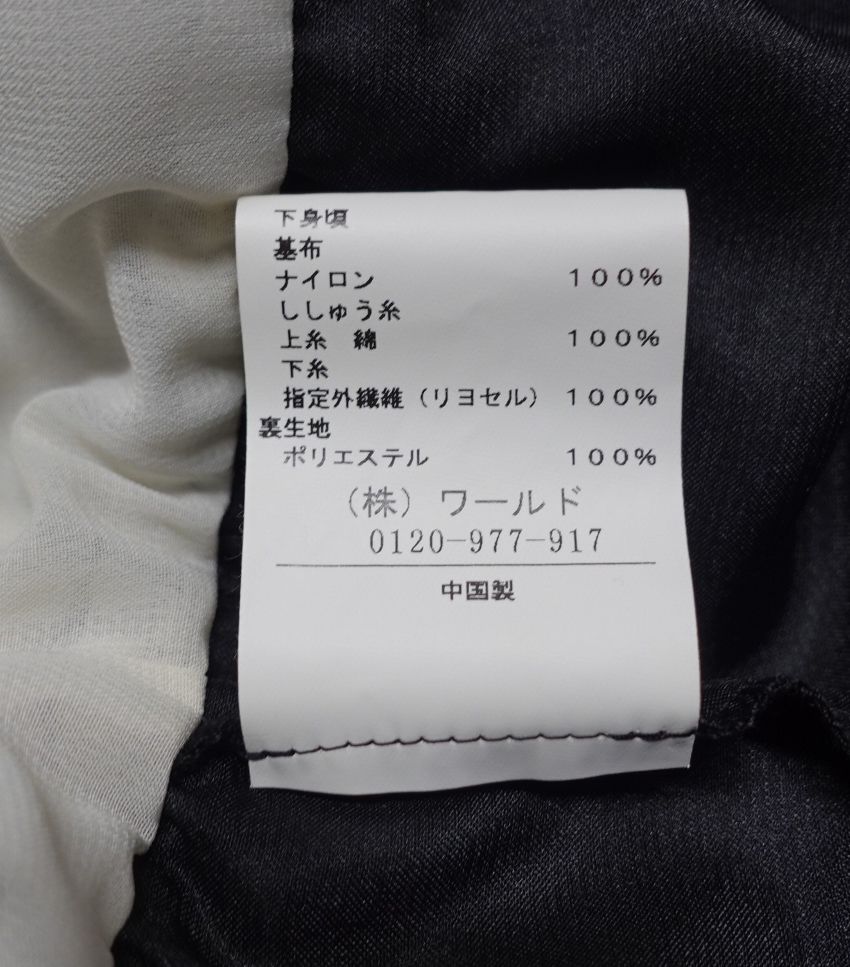 下身頃
基布
ナイロン　１００％
ししゅう糸
上糸　綿　１００％
下糸
指定外繊維（リヨセル）　１００％
裏生地
ポリエステル　１００％
（株）ワールド
0120-977-917
中国製